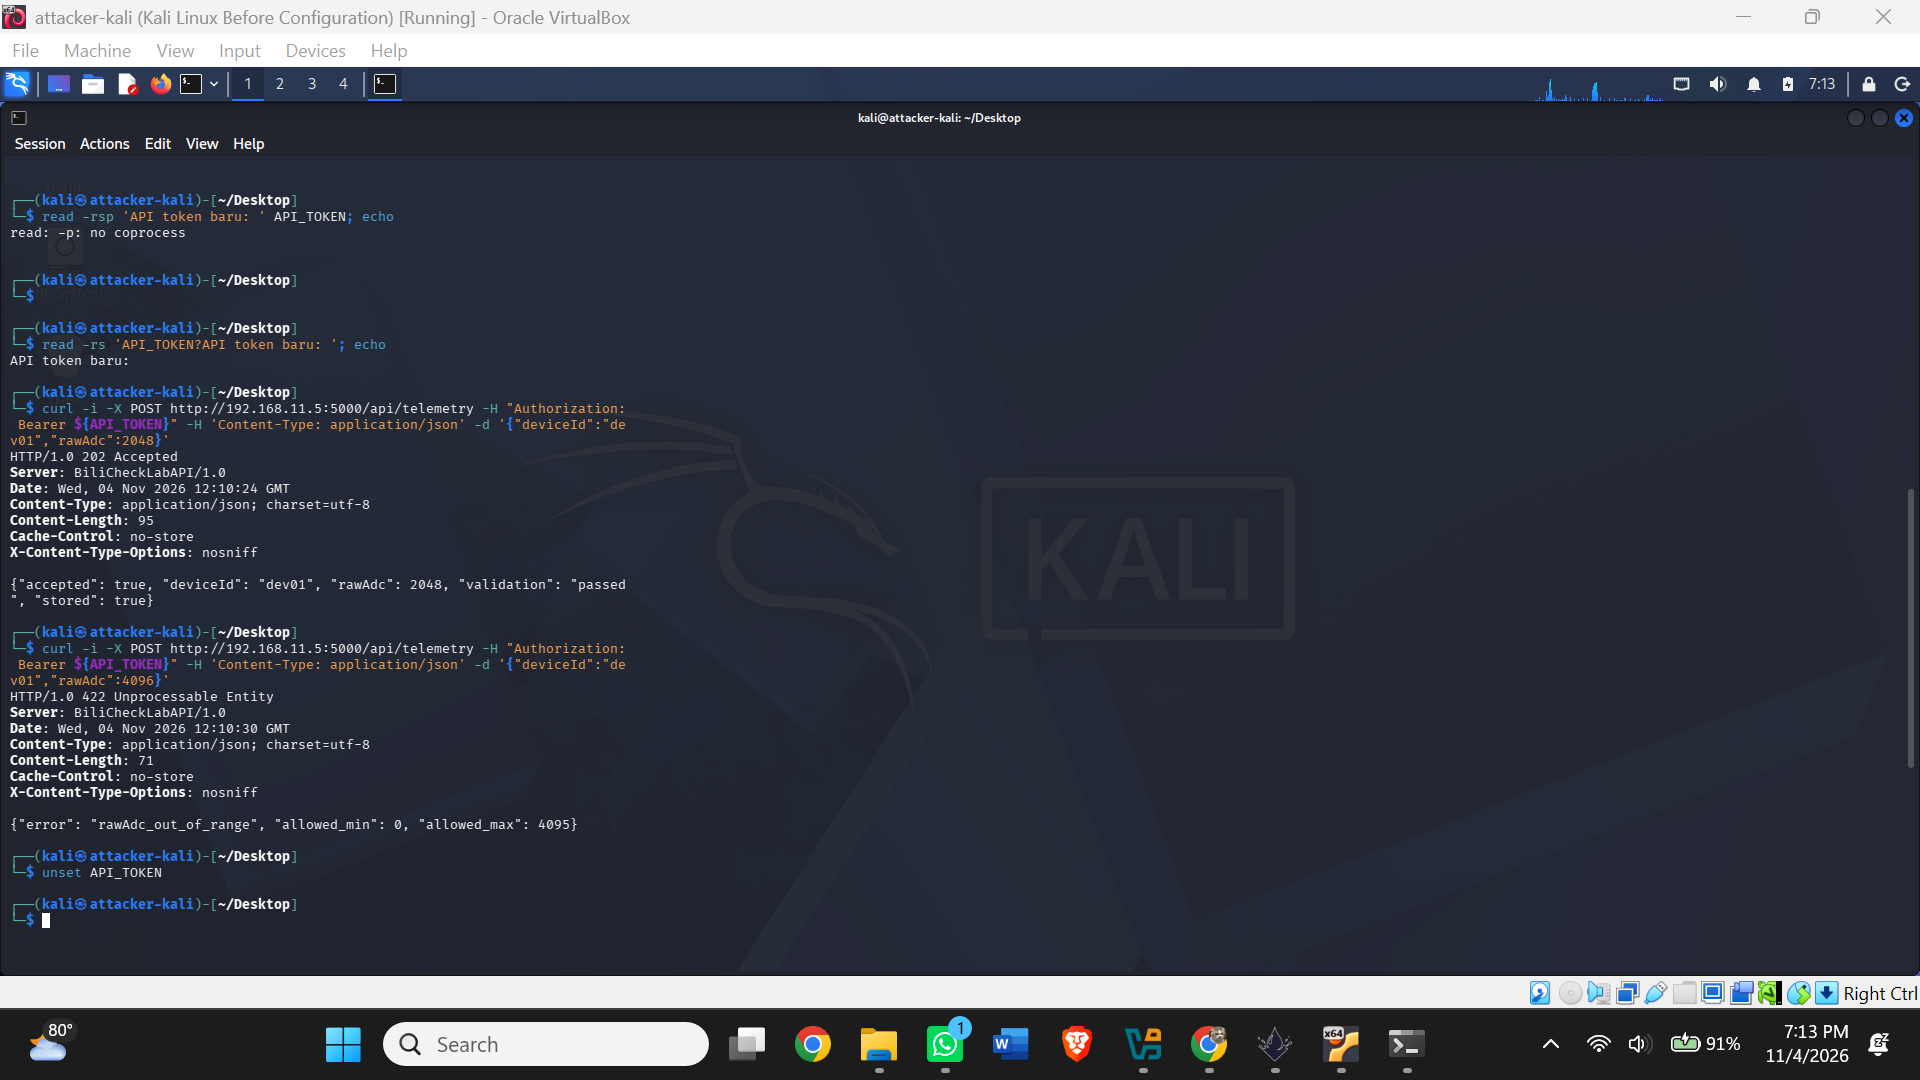 attacker-kali (Kali Linux Before Configuration) [Running] - Oracle VirtualBox
File Machine View Input Devices Help
1 2 3 4
7:13
kali@attacker-kali: ~/Desktop
Session Actions Edit View Help
Home
┌──(kali㉿attacker-kali)-[~/Desktop]
└─$ read -rsp 'API token baru: ' API_TOKEN; echo
read: -p: no coprocess
┌──(kali㉿attacker-kali)-[~/Desktop]
└─$
┌──(kali㉿attacker-kali)-[~/Desktop]
└─$ read -rs 'API_TOKEN?API token baru: '; echo
API token baru:
┌──(kali㉿attacker-kali)-[~/Desktop]
└─$ curl -i -X POST http://192.168.11.5:5000/api/telemetry -H "Authorization:
Bearer ${API_TOKEN}" -H 'Content-Type: application/json' -d '{"deviceId":"de
v01","rawAdc":2048}'
HTTP/1.0 202 Accepted
Server: BiliCheckLabAPI/1.0
Date: Wed, 04 Nov 2026 12:10:24 GMT
Content-Type: application/json; charset=utf-8
Content-Length: 95
Cache-Control: no-store
X-Content-Type-Options: nosniff
{"accepted": true, "deviceId": "dev01", "rawAdc": 2048, "validation": "passed
", "stored": true}
┌──(kali㉿attacker-kali)-[~/Desktop]
└─$ curl -i -X POST http://192.168.11.5:5000/api/telemetry -H "Authorization:
Bearer ${API_TOKEN}" -H 'Content-Type: application/json' -d '{"deviceId":"de
v01","rawAdc":4096}'
HTTP/1.0 422 Unprocessable Entity
Server: BiliCheckLabAPI/1.0
Date: Wed, 04 Nov 2026 12:10:30 GMT
Content-Type: application/json; charset=utf-8
Content-Length: 71
Cache-Control: no-store
X-Content-Type-Options: nosniff
{"error": "rawAdc_out_of_range", "allowed_min": 0, "allowed_max": 4095}
┌──(kali㉿attacker-kali)-[~/Desktop]
└─$ unset API_TOKEN
┌──(kali㉿attacker-kali)-[~/Desktop]
└─$
KALI
Right Ctrl
80°
Search
1
x64
91%
7:13 PM
11/4/2026